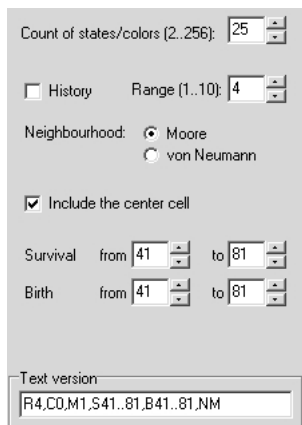 Count of states/colors (2..256): 25
History Range (1..10): 4
Neighbourhood: Moore
von Neumann
Include the center cell
Survival from 41 to 81
Birth from 41 to 81
Text version
R4,C0,M1,S41..81,B41..81,NM